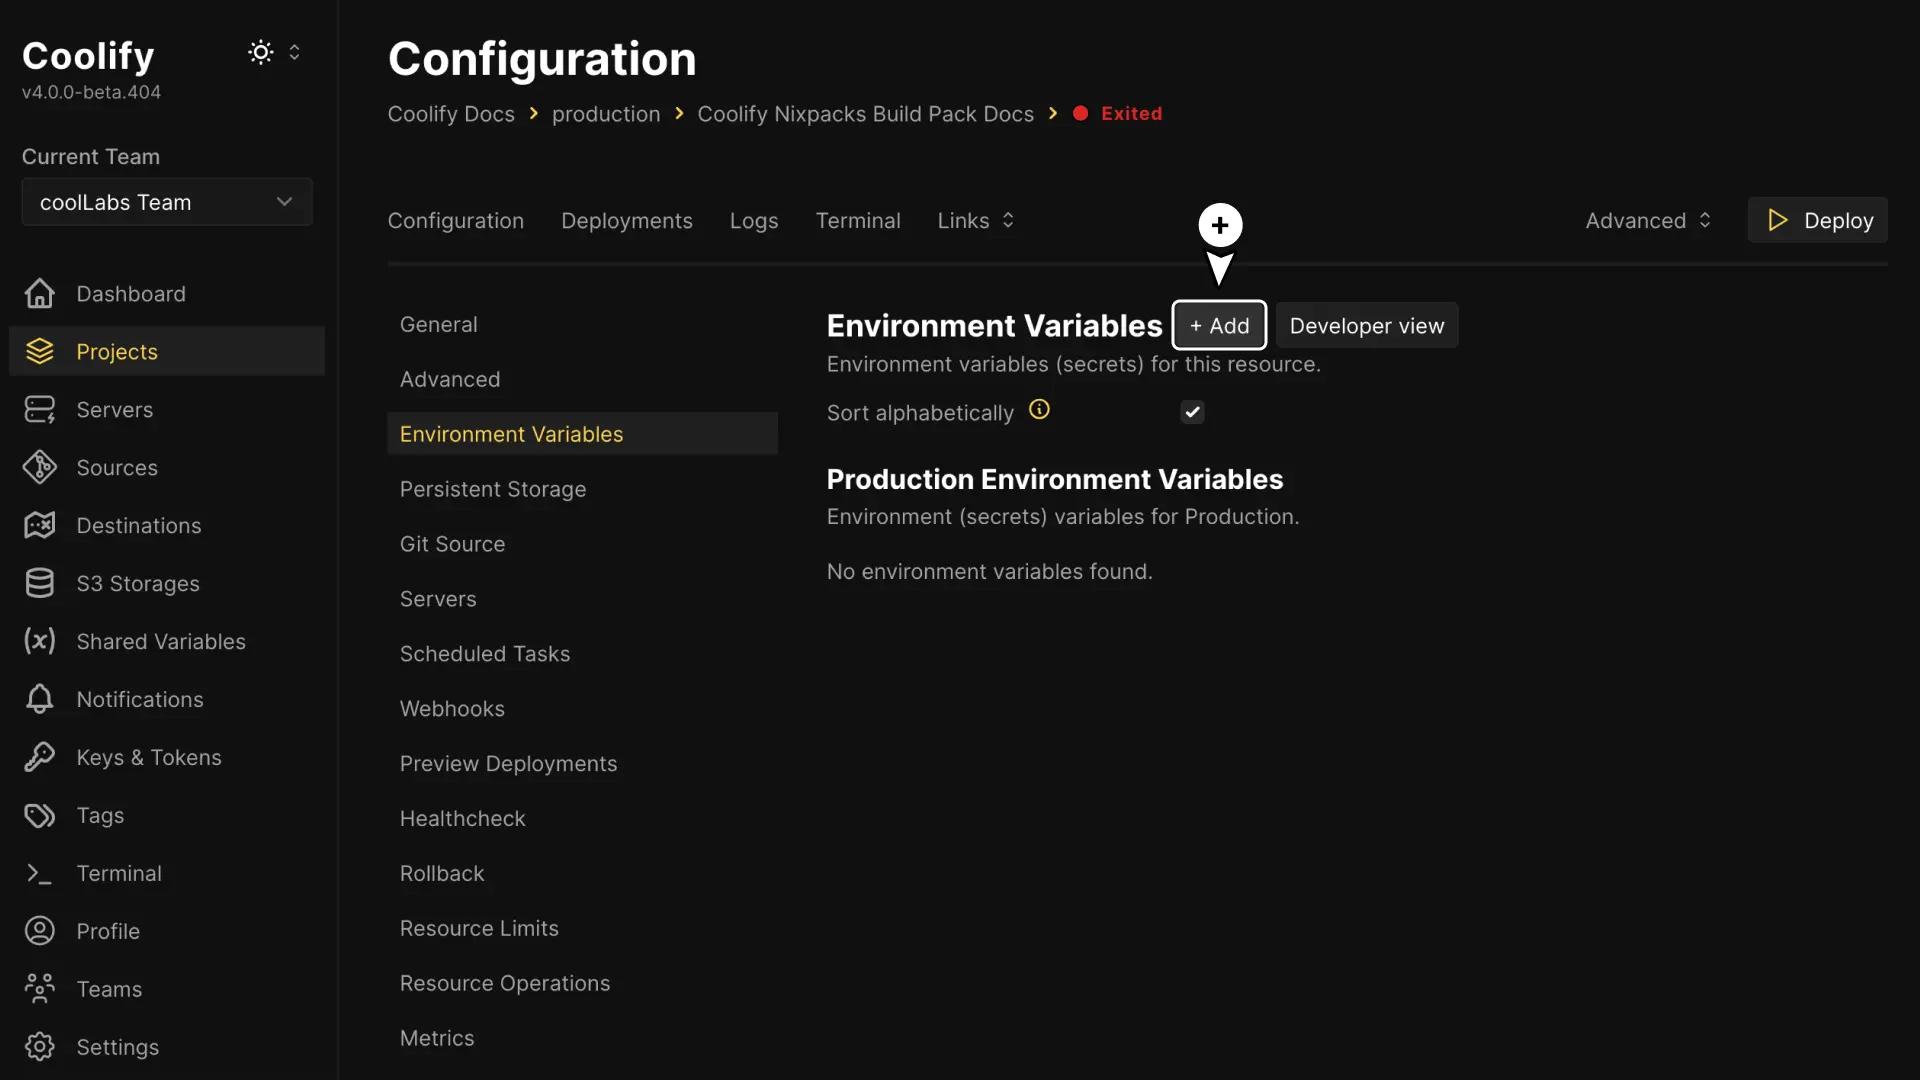 Coolify
v4.0.0-beta.404
Current Team
coolLabs Team
Dashboard
Projects
Servers
Sources
Destinations
S3 Storages
Shared Variables
Notifications
Keys & Tokens
Tags
Terminal
Profile
Teams
Settings
Configuration
Coolify Docs > production > Coolify Nixpacks Build Pack Docs > Exited
Configuration Deployments Logs Terminal Links Advanced Deploy
General
Advanced
Environment Variables
Persistent Storage
Git Source
Servers
Scheduled Tasks
Webhooks
Preview Deployments
Healthcheck
Rollback
Resource Limits
Resource Operations
Metrics
Environment Variables + Add Developer view
Environment variables (secrets) for this resource.
Sort alphabetically
Production Environment Variables
Environment (secrets) variables for Production.
No environment variables found.